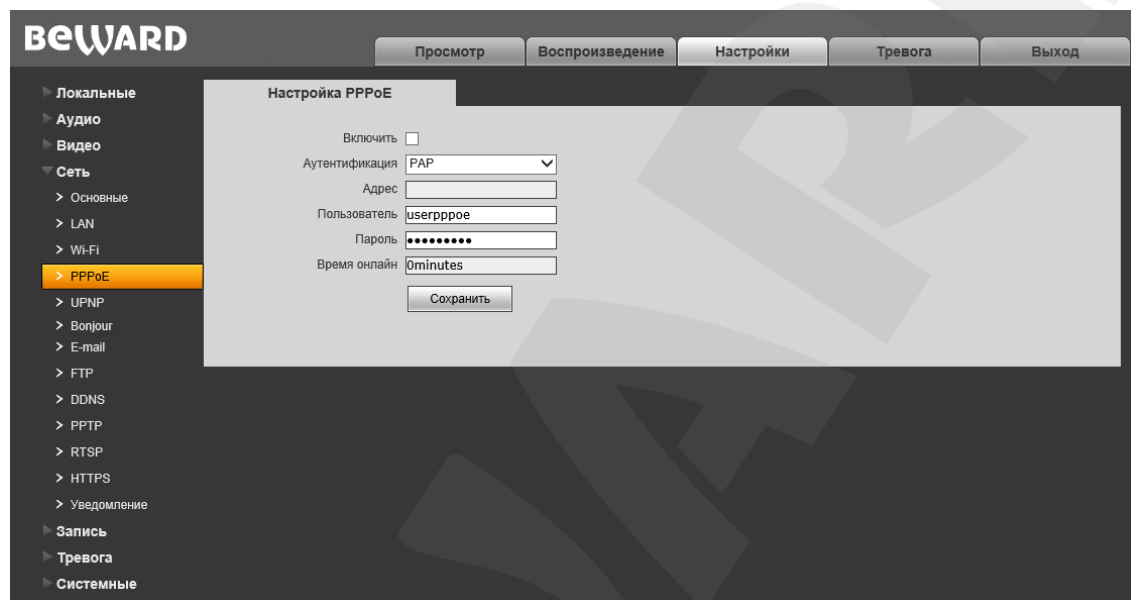 BEWARD
Просмотр Воспроизведение Настройки Тревога Выход
Локальные
Аудио
Видео
Сеть
> Основные
> LAN
> Wi-Fi
> PPPoE
> UPNP
> Bonjour
> E-mail
> FTP
> DDNS
> PPTP
> RTSP
> HTTPS
> Уведомление
Запись
Тревога
Системные
Настройка PPPoE
Включить
Аутентификация PAP
Адрес
Пользователь userpppoe
Пароль •••••••••
Время онлайн 0minutes
Сохранить